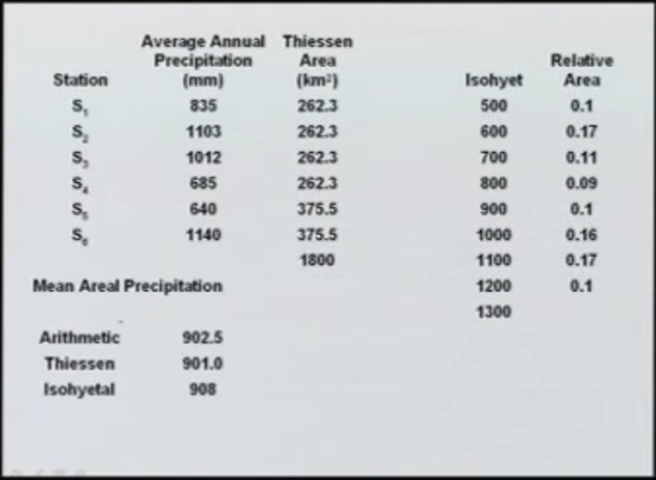 Average Annual Thiessen
Precipitation Area Relative
Station (mm) (km²) Isohyet Area
S₁ 835 262.3 500 0.1
S₂ 1103 262.3 600 0.17
S₃ 1012 262.3 700 0.11
S₄ 685 262.3 800 0.09
S₅ 640 375.5 900 0.1
S₆ 1140 375.5 1000 0.16
1800 1100 0.17
Mean Areal Precipitation 1200 0.1
1300
Arithmetic 902.5
Thiessen 901.0
Isohyetal 908